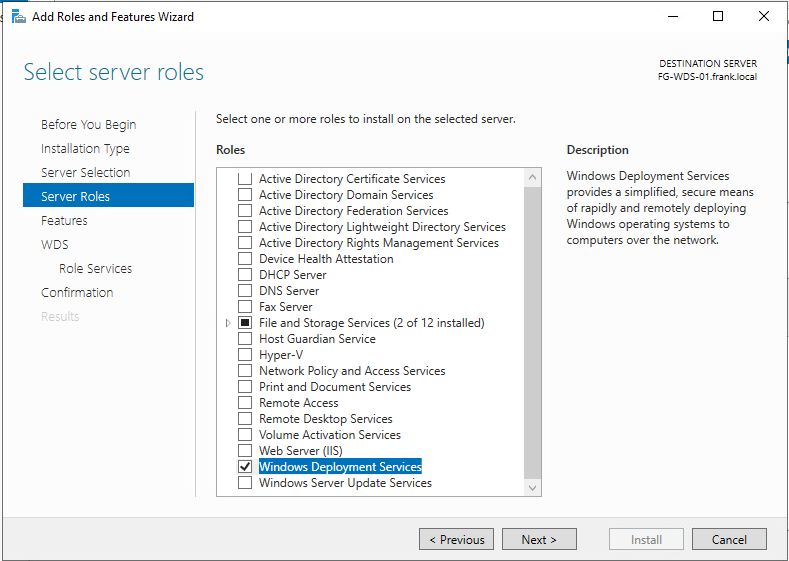 Add Roles and Features Wizard
Select server roles
DESTINATION SERVER
FG-WDS-01.frank.local
Before You Begin
Installation Type
Server Selection
Server Roles
Features
WDS
Role Services
Confirmation
Results
Select one or more roles to install on the selected server.
Roles
Active Directory Certificate Services
Active Directory Domain Services
Active Directory Federation Services
Active Directory Lightweight Directory Services
Active Directory Rights Management Services
Device Health Attestation
DHCP Server
DNS Server
Fax Server
File and Storage Services (2 of 12 installed)
Host Guardian Service
Hyper-V
Network Policy and Access Services
Print and Document Services
Remote Access
Remote Desktop Services
Volume Activation Services
Web Server (IIS)
Windows Deployment Services
Windows Server Update Services
Description
Windows Deployment Services
provides a simplified, secure means
of rapidly and remotely deploying
Windows operating systems to
computers over the network.
< Previous
Next >
Install
Cancel